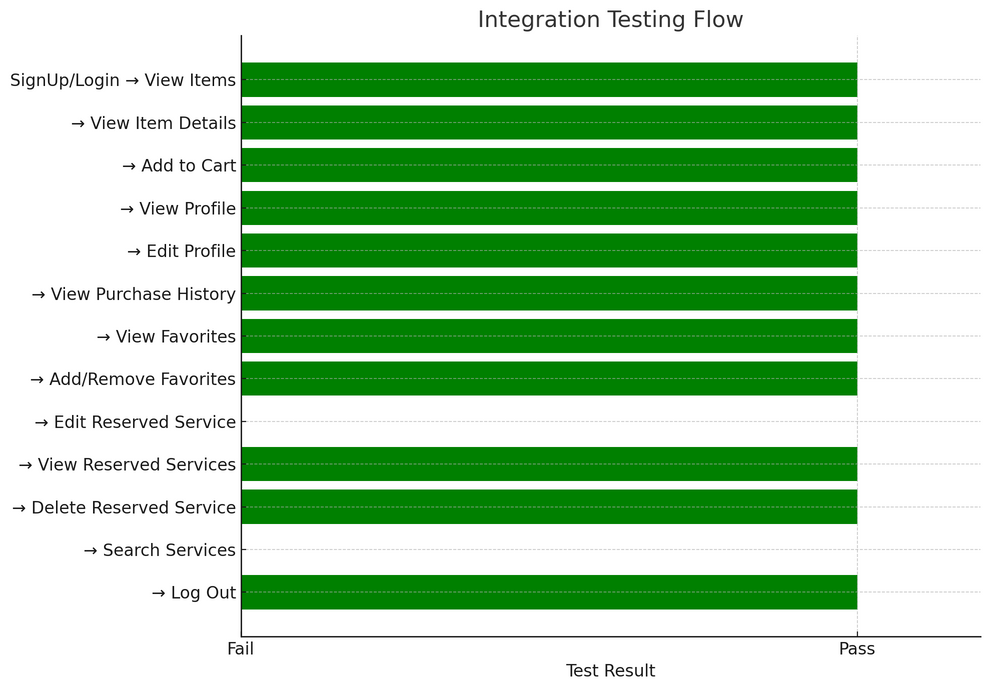 Integration Testing Flow
SignUp/Login → View Items
→ View Item Details
→ Add to Cart
→ View Profile
→ Edit Profile
→ View Purchase History
→ View Favorites
→ Add/Remove Favorites
→ Edit Reserved Service
→ View Reserved Services
→ Delete Reserved Service
→ Search Services
→ Log Out
Fail Pass
Test Result